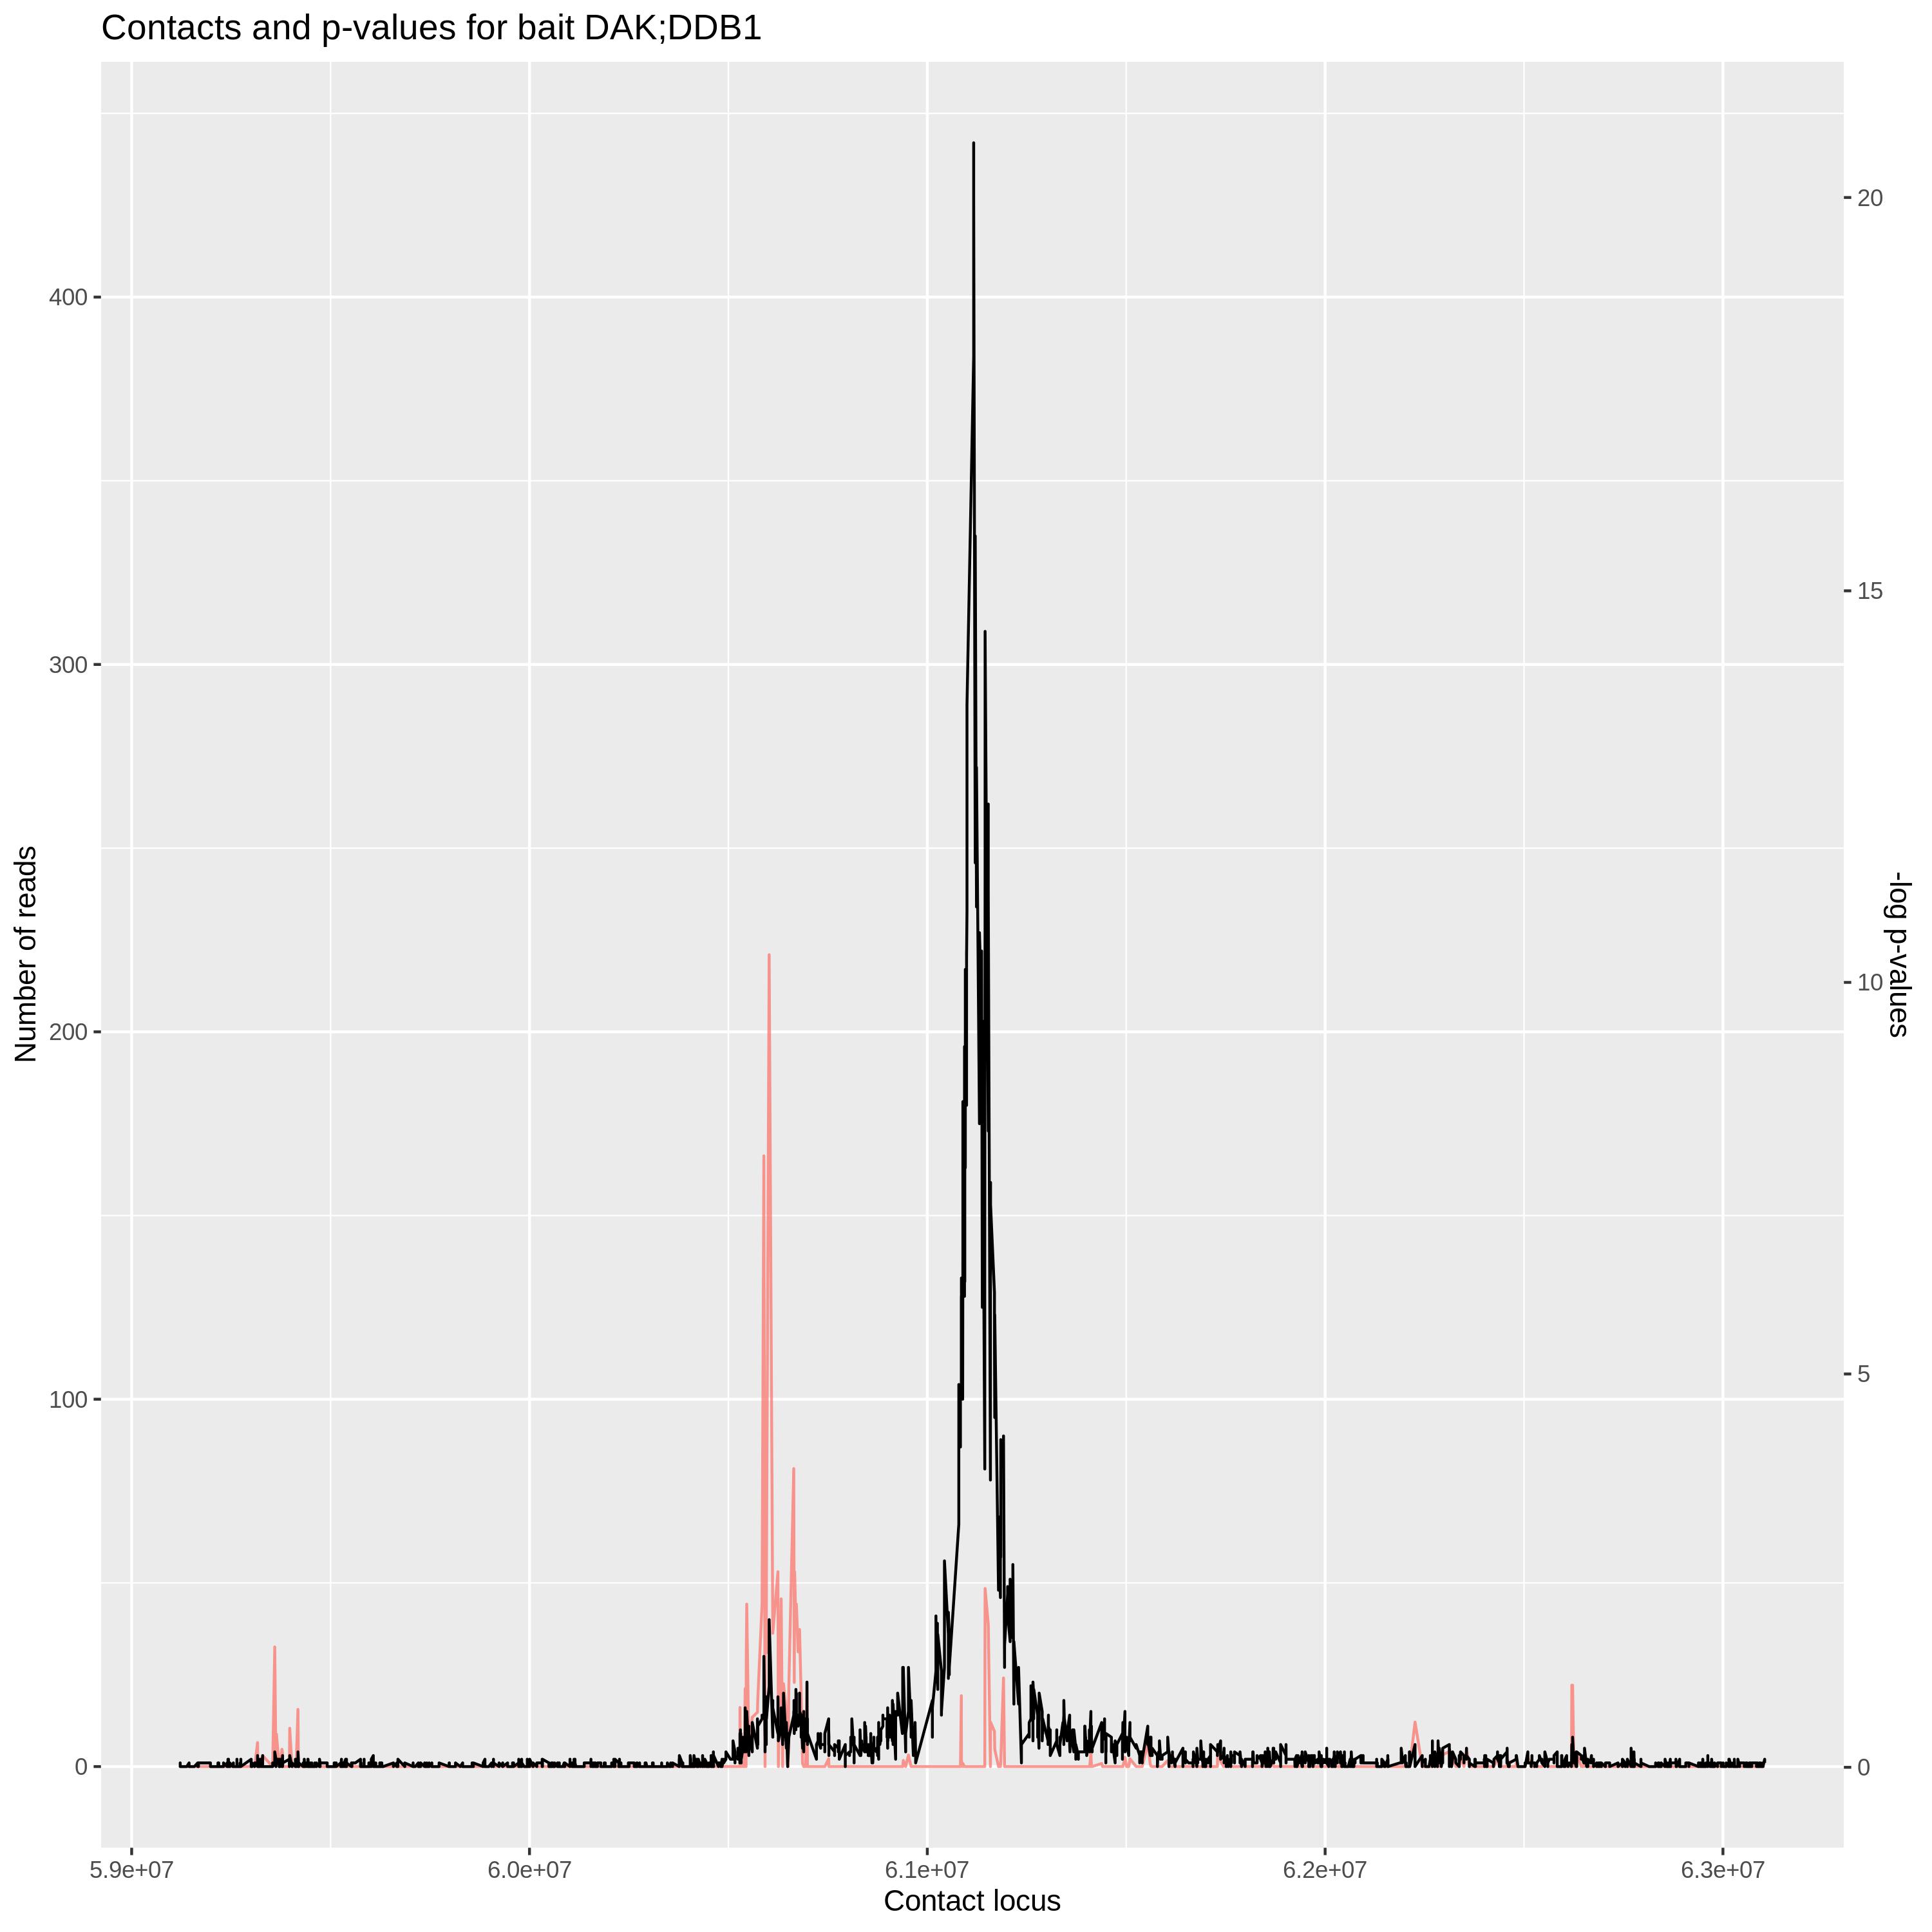 Contacts and p-values for bait DAK;DDB1
400
300
200
100
0
Number of reads
20
15
10
5
0
-log p-values
5.9e+07
6.0e+07
6.1e+07
6.2e+07
6.3e+07
Contact locus